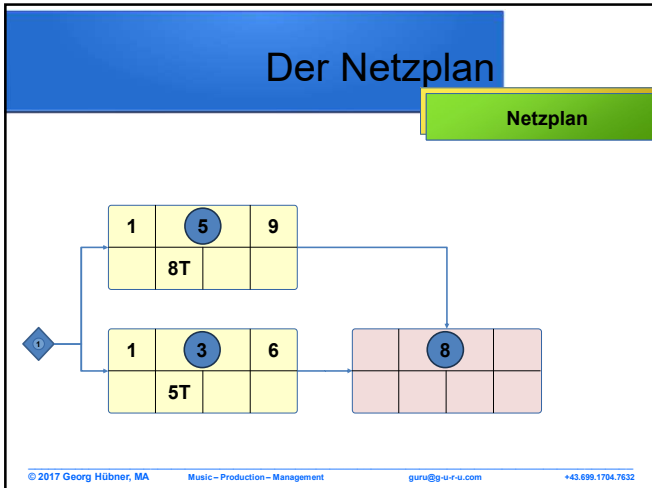 Der Netzplan
Netzplan
1 5 9
8T
1
1 3 6
8
5T
© 2017 Georg Hübner, MA Music – Production – Management guru@g-u-r-u.com +43.699.1704.7632